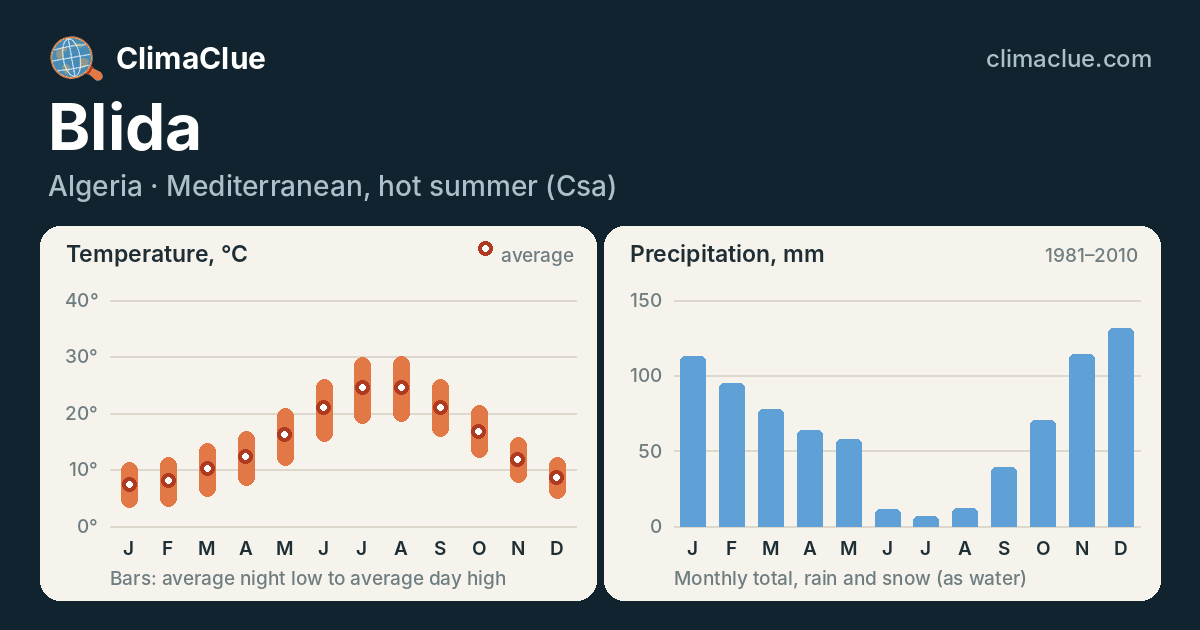 ClimaClue
climaclue.com
Blida
Algeria · Mediterranean, hot summer (Csa)
Temperature, °C
average
40°
30°
20°
10°
0°
J F M A M J J A S O N D
Bars: average night low to average day high
Precipitation, mm
1981–2010
150
100
50
0
J F M A M J J A S O N D
Monthly total, rain and snow (as water)